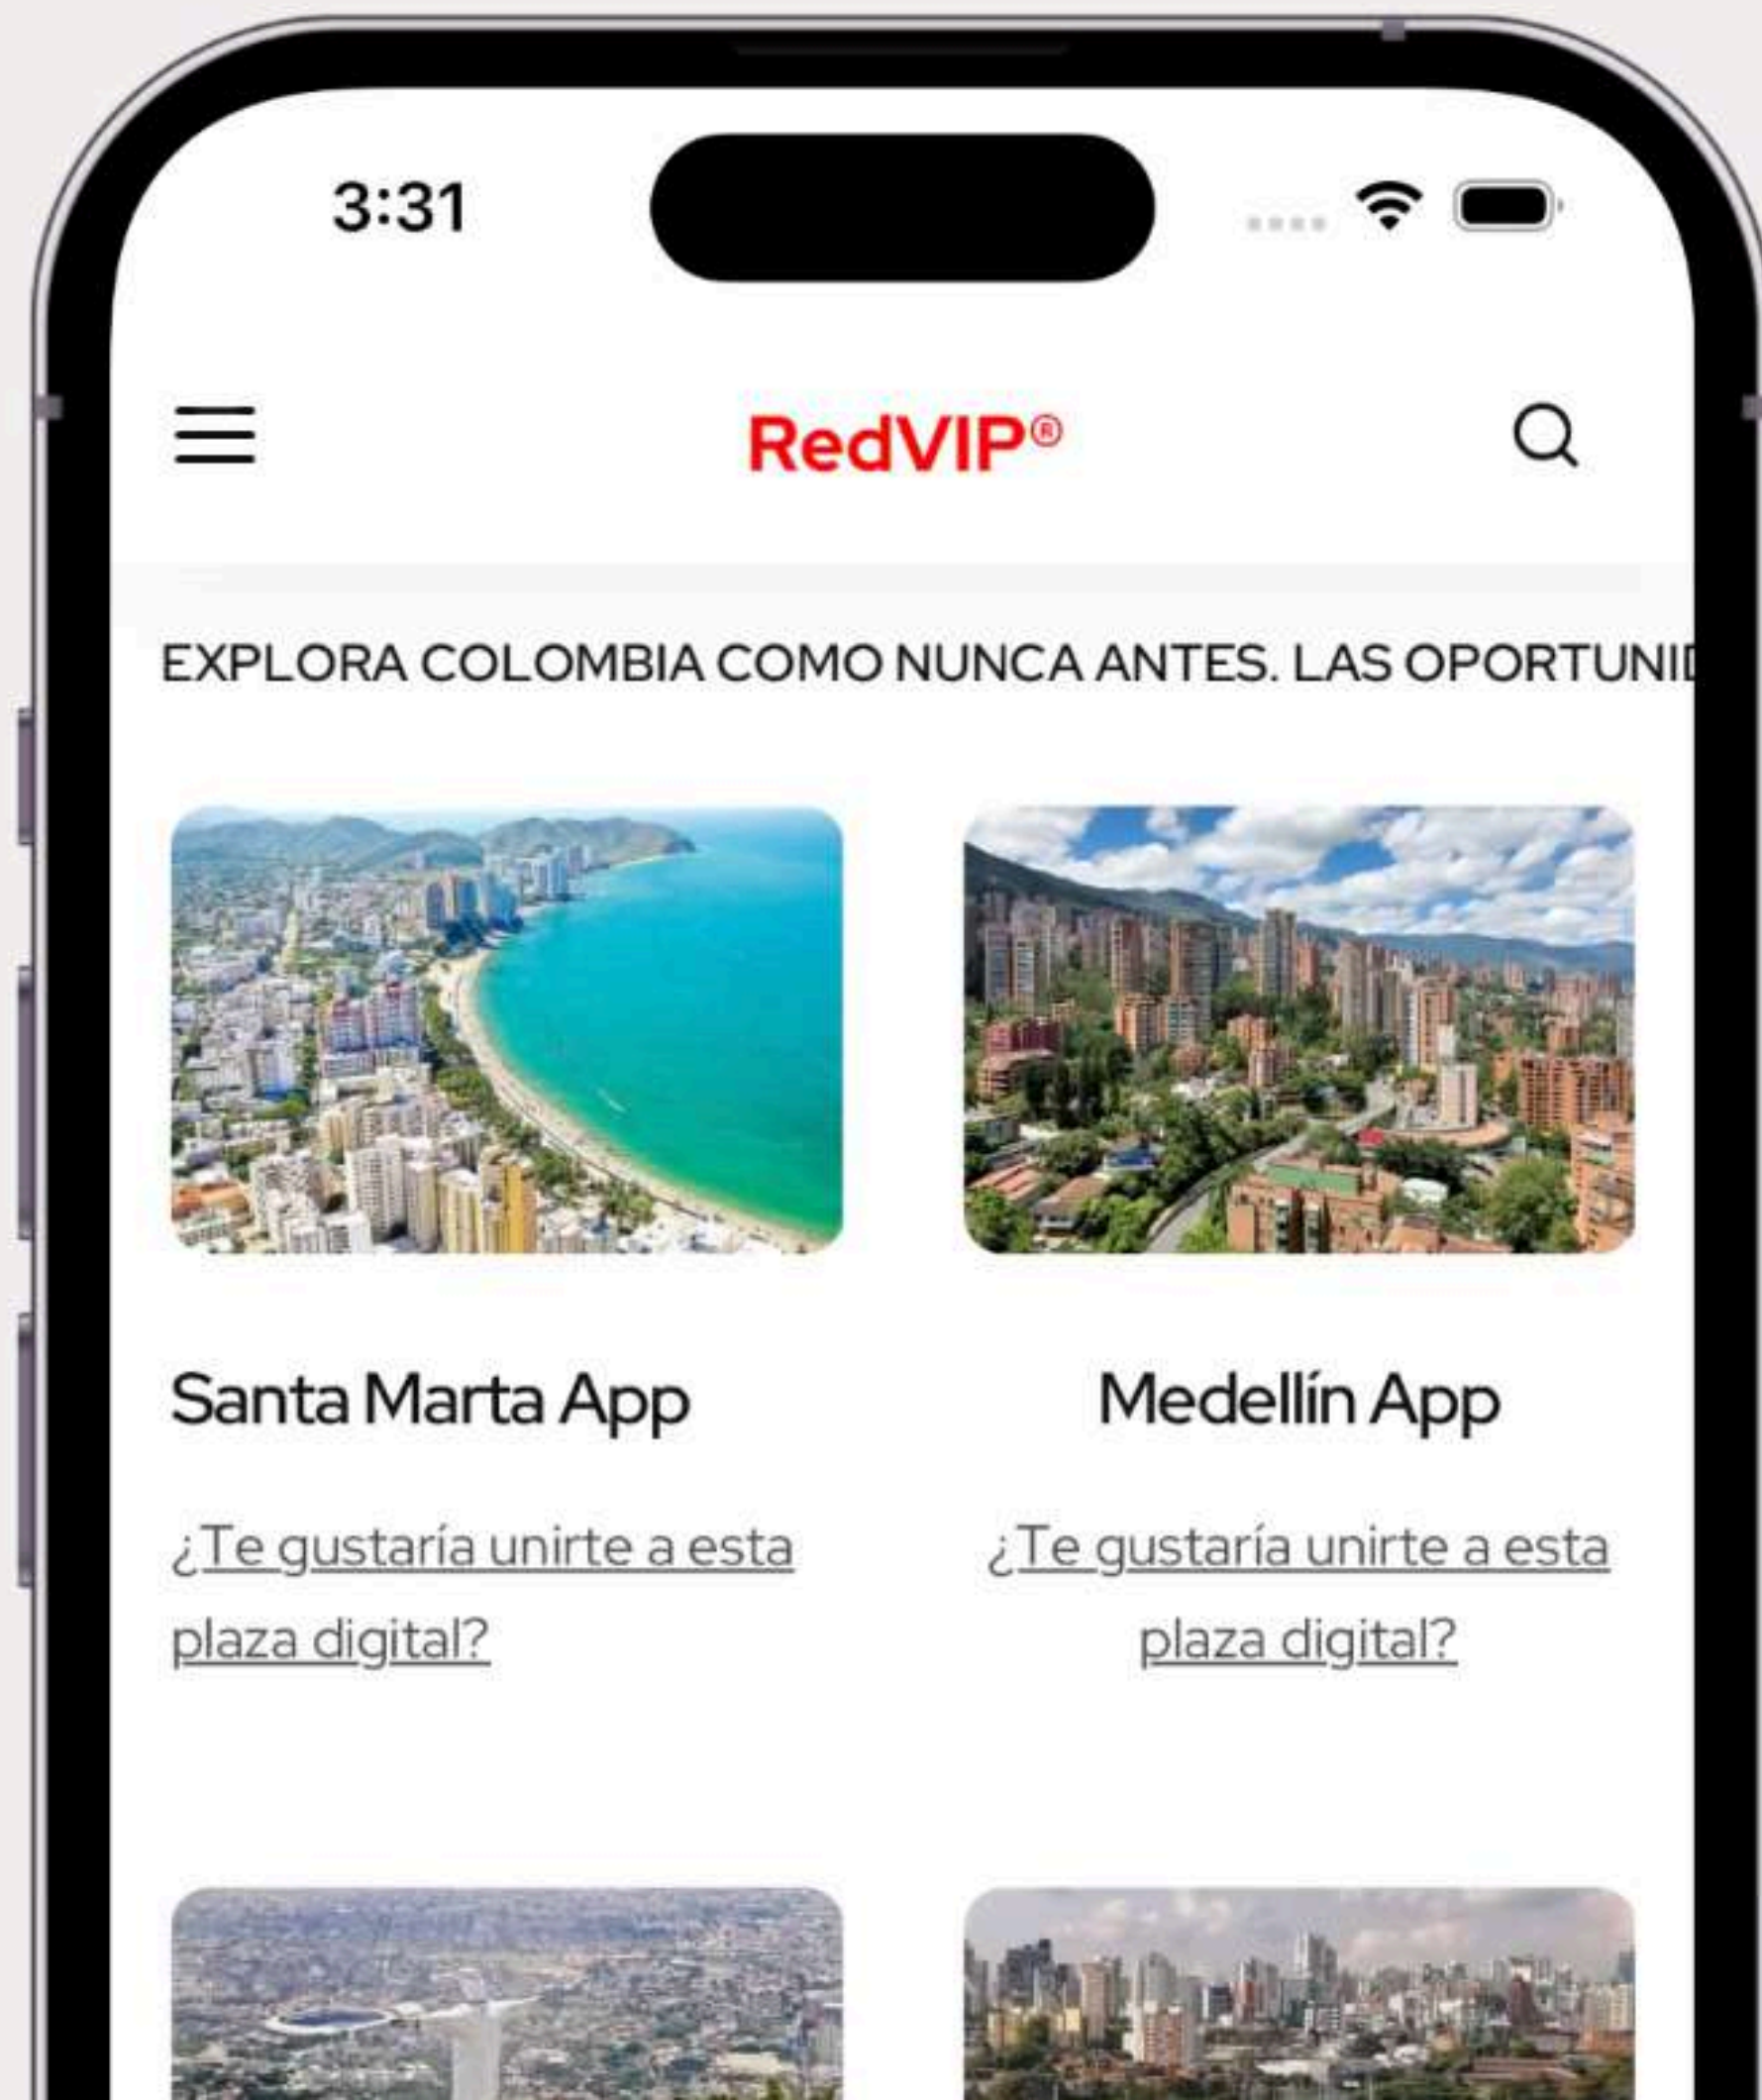 3:31
RedVIP®
EXPLORA COLOMBIA COMO NUNCA ANTES. LAS OPORTUNID
Santa Marta App
Medellín App
¿Te gustaría unirte a esta
plaza digital?
¿Te gustaría unirte a esta
plaza digital?